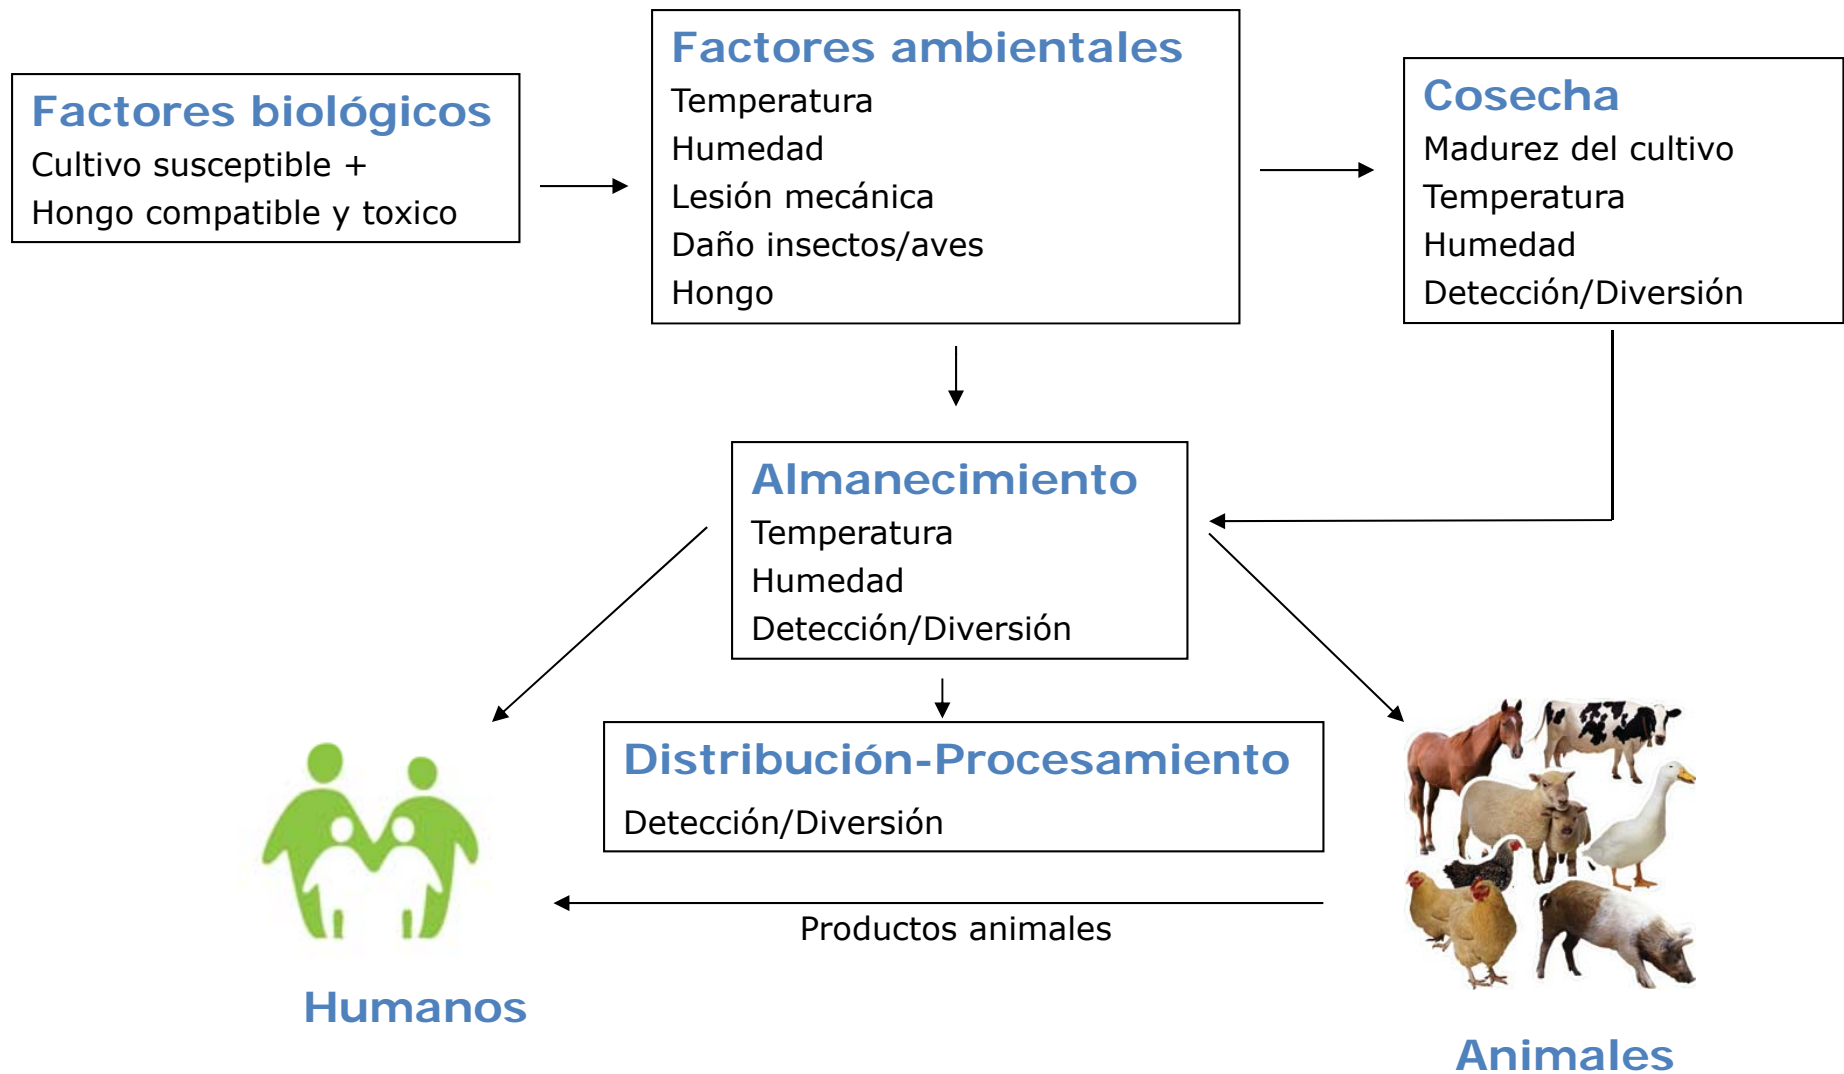 Factores biológicos
Cultivo susceptible +
Hongo compatible y toxico
Factores ambientales
Temperatura
Humedad
Lesión mecánica
Daño insectos/aves
Hongo
Cosecha
Madurez del cultivo
Temperatura
Humedad
Detección/Diversión
Almanecimiento
Temperatura
Humedad
Detección/Diversión
Distribución-Procesamiento
Detección/Diversión
Productos animales
Humanos
Animales